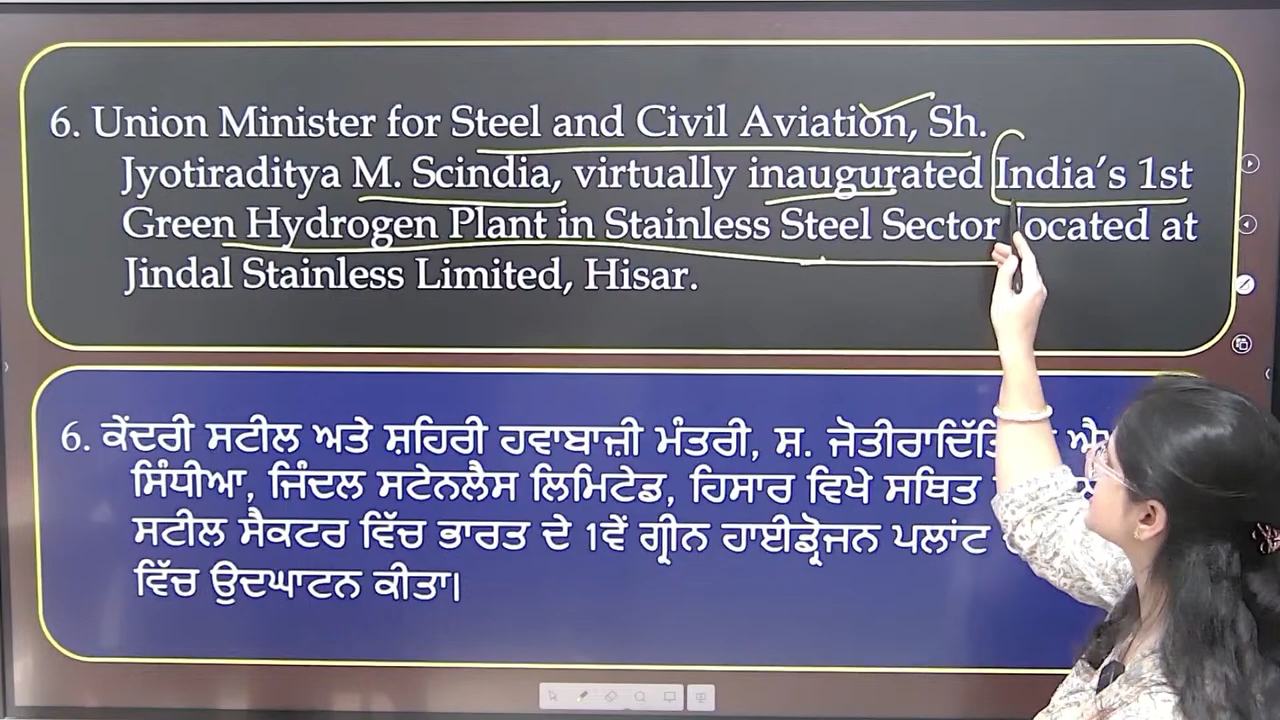 6. Union Minister for Steel and Civil Aviation, Sh.
Jyotiraditya M. Scindia, virtually inaugurated India's 1st
Green Hydrogen Plant in Stainless Steel Sector located at
Jindal Stainless Limited, Hisar.
6. ਕੇਂਦਰੀ ਸਟੀਲ ਅਤੇ ਸ਼ਹਿਰੀ ਹਵਾਬਾਜ਼ੀ ਮੰਤਰੀ, ਸ਼.
ਸਿੰਧੀਆ, ਜਿੰਦਲ ਸਟੇਨਲੈਸ ਲਿਮਿਟੇਡ, ਹਿਸਾਰ ਵਿਖੇ ਸਥਿਤ
ਸਟੀਲ ਸੈਕਟਰ ਵਿੱਚ ਭਾਰਤ ਦੇ 1ਵੇਂ ਗ੍ਰੀਨ ਹਾਈਡ੍ਰੋਜਨ ਪਲਾਂਟ
ਵਿੱਚ ਉਦਘਾਟਨ ਕੀਤਾ।